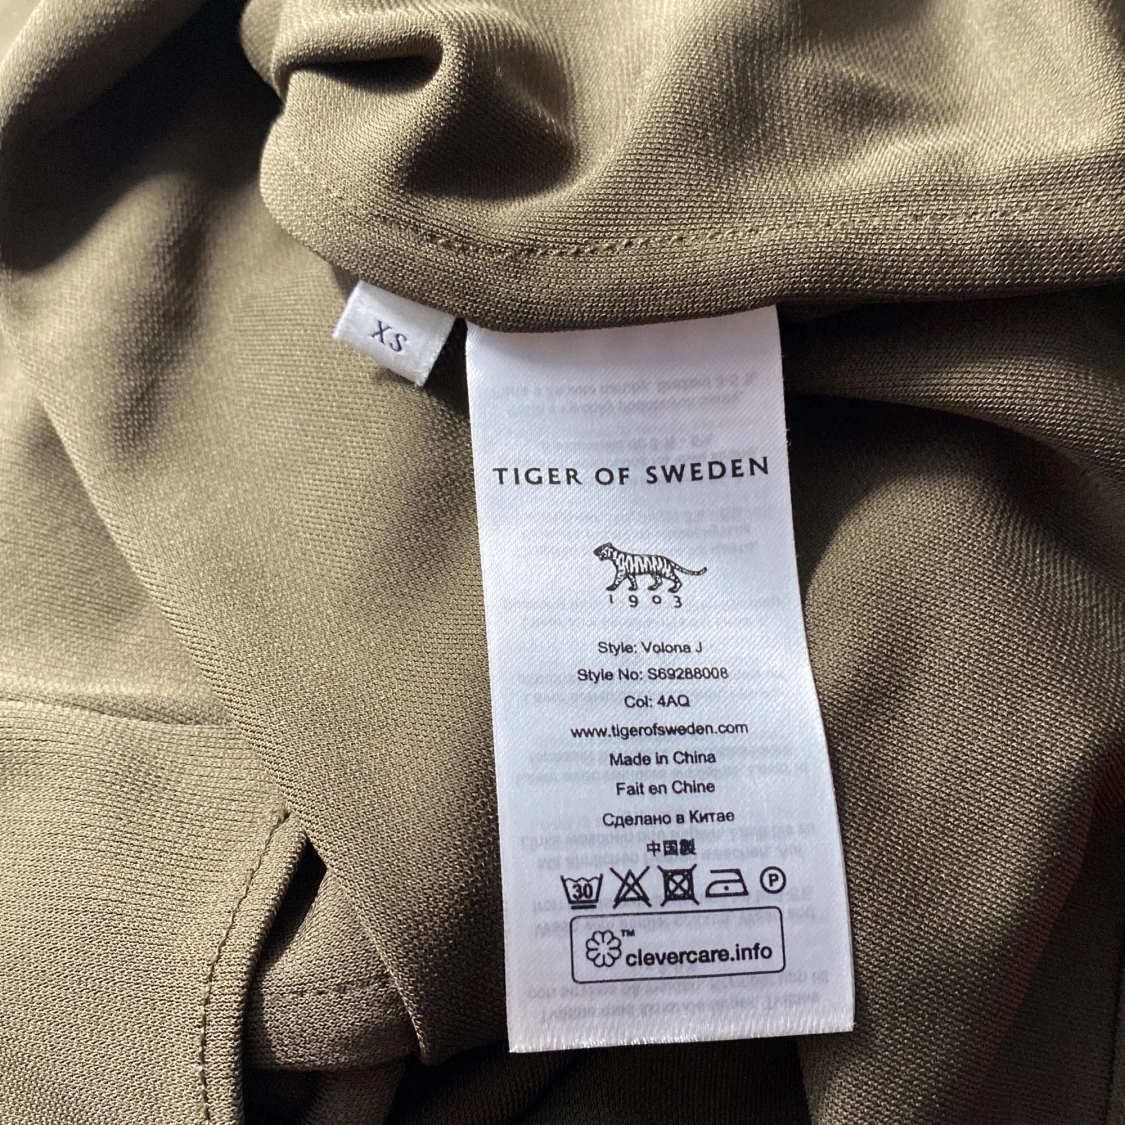 XS
TIGER OF SWEDEN
1903
Style: Volona J
Style No: S69288008
Col: 4AQ
www.tigerofsweden.com
Made in China
Fait en Chine
Сделано в Китае
中国製
30 P
™
clevercare.info